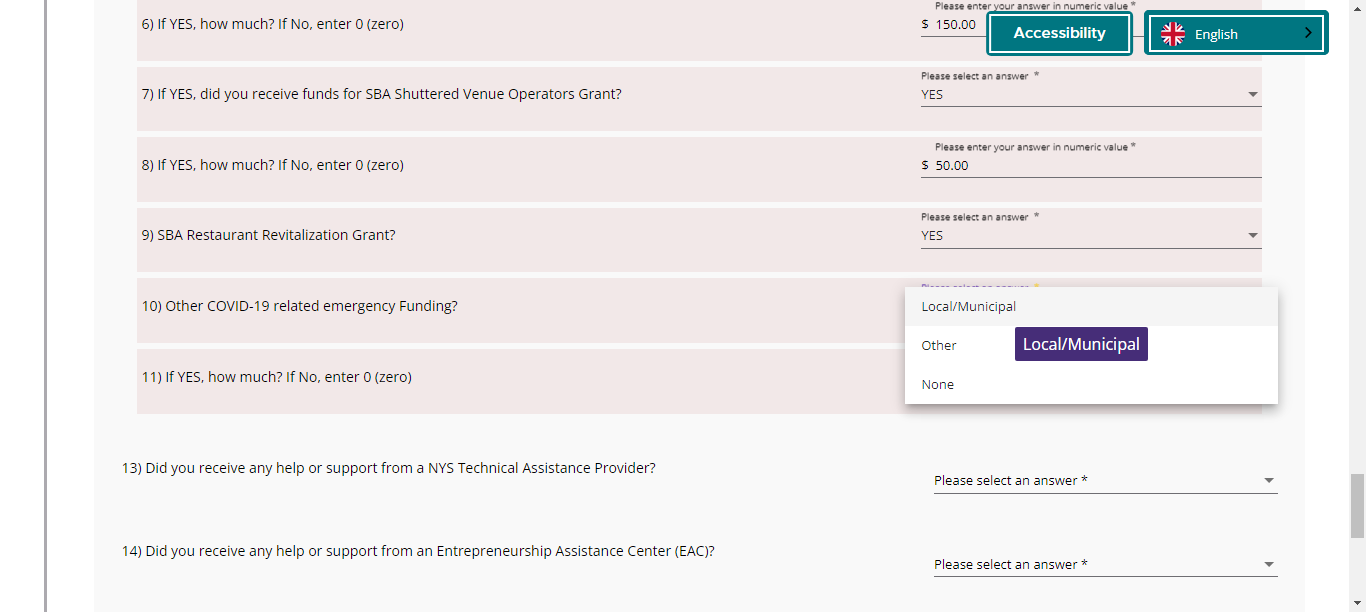 Please enter your answer in numeric value *
6) If YES, how much? If No, enter 0 (zero)
$ 150.00
Accessibility
English
Please select an answer *
7) If YES, did you receive funds for SBA Shuttered Venue Operators Grant?
YES
Please enter your answer in numeric value *
8) If YES, how much? If No, enter 0 (zero)
$ 50.00
Please select an answer *
9) SBA Restaurant Revitalization Grant?
YES
Please select an answer *
10) Other COVID-19 related emergency Funding?
Local/Municipal
Other
Local/Municipal
None
11) If YES, how much? If No, enter 0 (zero)
13) Did you receive any help or support from a NYS Technical Assistance Provider?
Please select an answer *
14) Did you receive any help or support from an Entrepreneurship Assistance Center (EAC)?
Please select an answer *